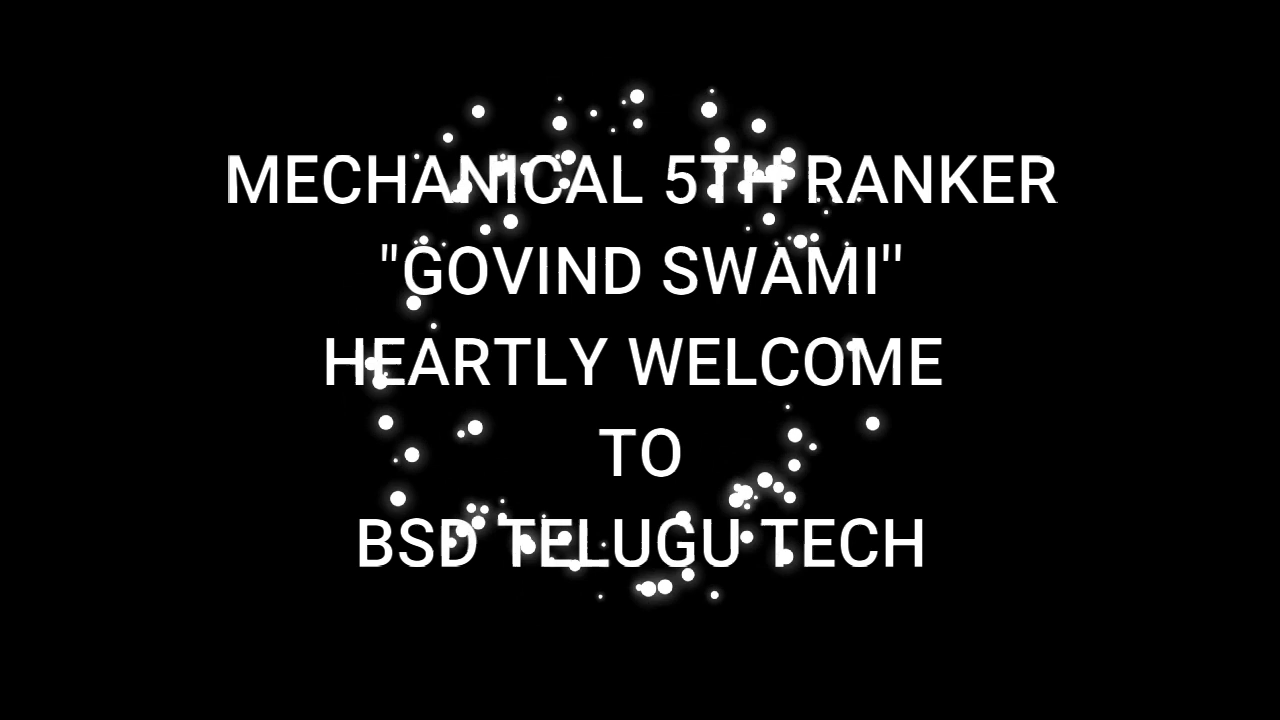 MECHANICAL 5TH RANKER
"GOVIND SWAMI"
HEARTLY WELCOME
TO
BSD TELUGU TECH